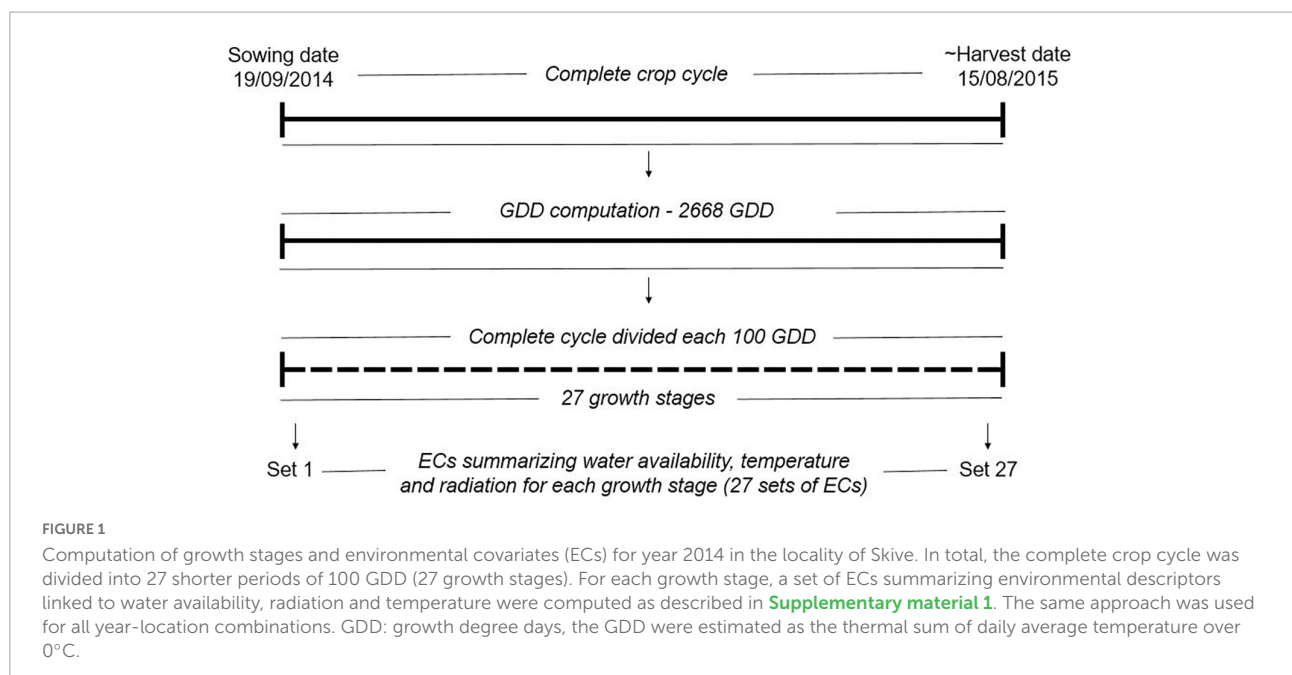 Sowing date
19/09/2014
Complete crop cycle
~Harvest date
15/08/2015
GDD computation - 2668 GDD
Complete cycle divided each 100 GDD
27 growth stages
Set 1
ECs summarizing water availability, temperature
and radiation for each growth stage (27 sets of ECs)
Set 27
FIGURE 1
Computation of growth stages and environmental covariates (ECs) for year 2014 in the locality of Skive. In total, the complete crop cycle was
divided into 27 shorter periods of 100 GDD (27 growth stages). For each growth stage, a set of ECs summarizing environmental descriptors
linked to water availability, radiation and temperature were computed as described in Supplementary material 1. The same approach was used
for all year-location combinations. GDD: growth degree days, the GDD were estimated as the thermal sum of daily average temperature over
0°C.